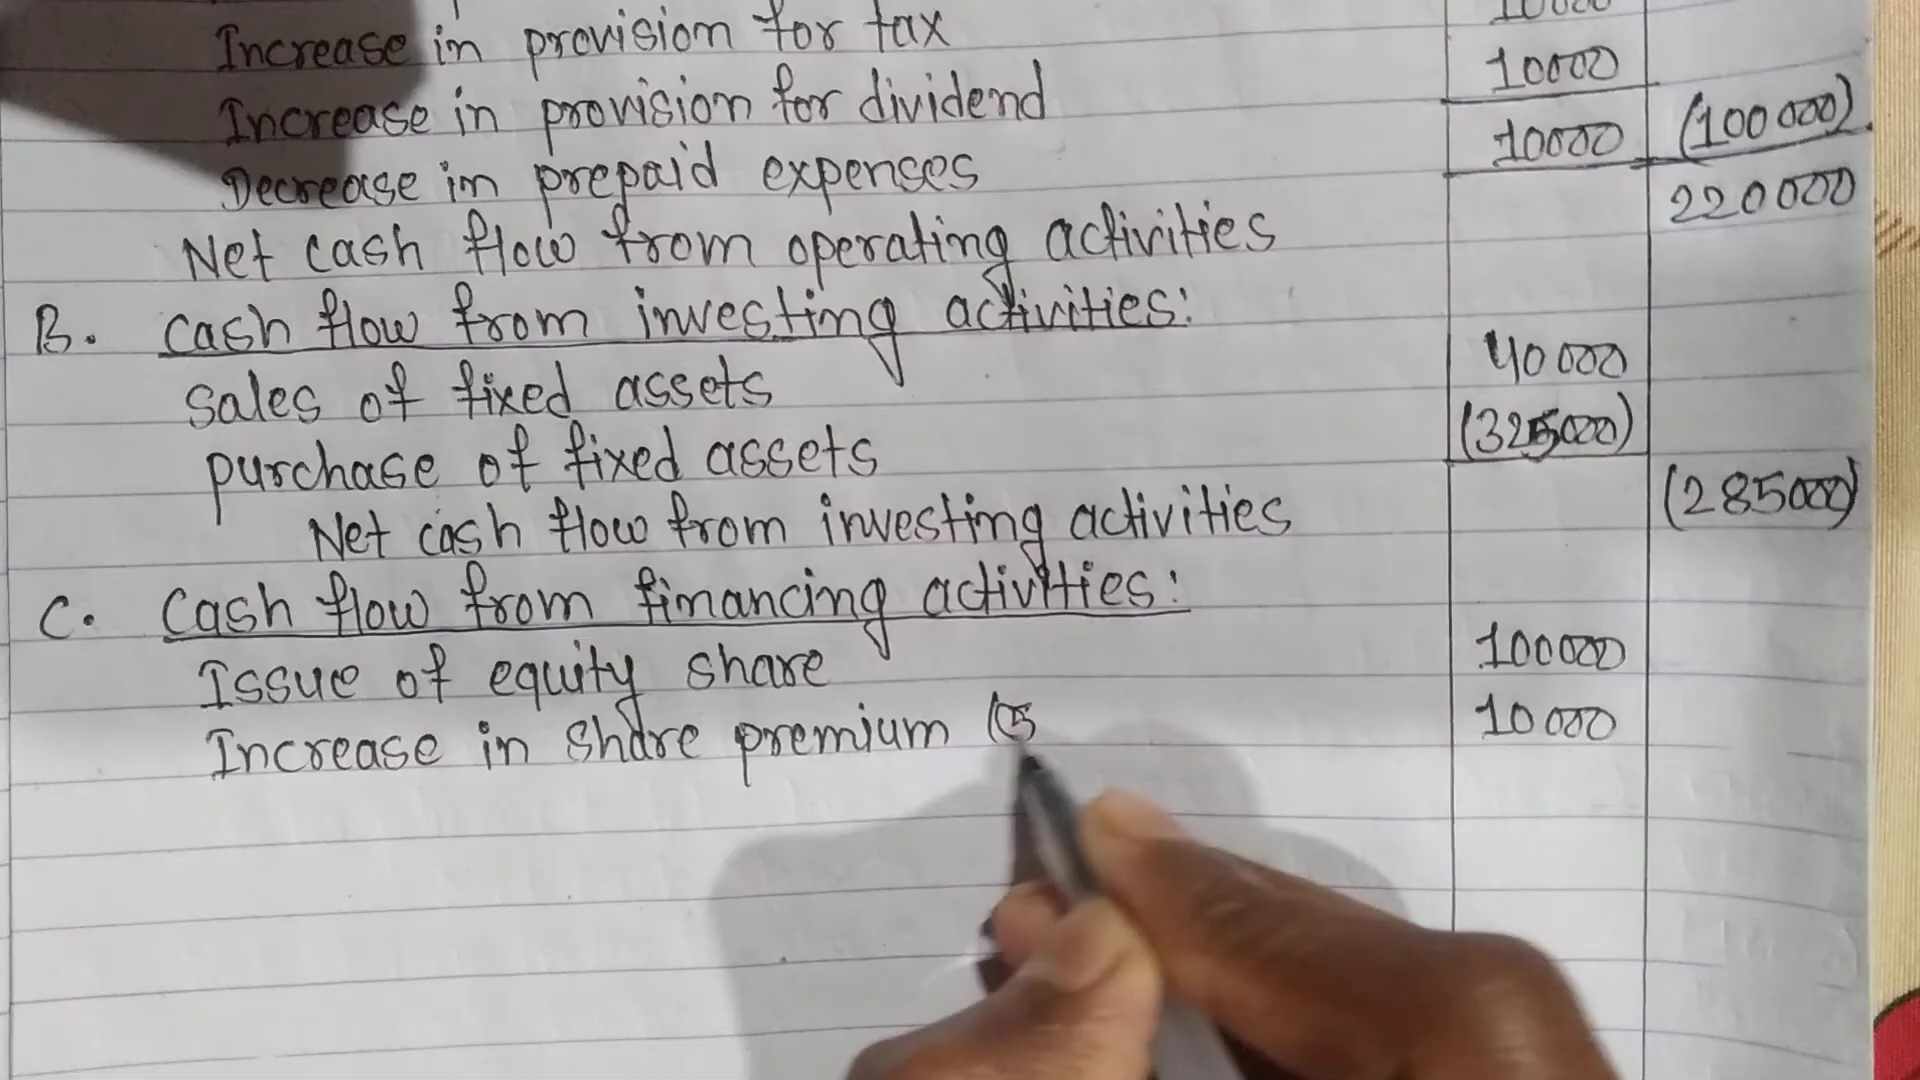 Increase in provision for tax 10000
Increase in provision for dividend 10000
Decrease in prepaid expenses 10000 (100000)
Net cash flow from operating activities 220000
B. Cash flow from investing activities:
Sales of fixed assets 40000
purchase of fixed assets (325000)
Net cash flow from investing activities (285000)
C. Cash flow from financing activities:
Issue of equity share 100000
Increase in share premium 10000